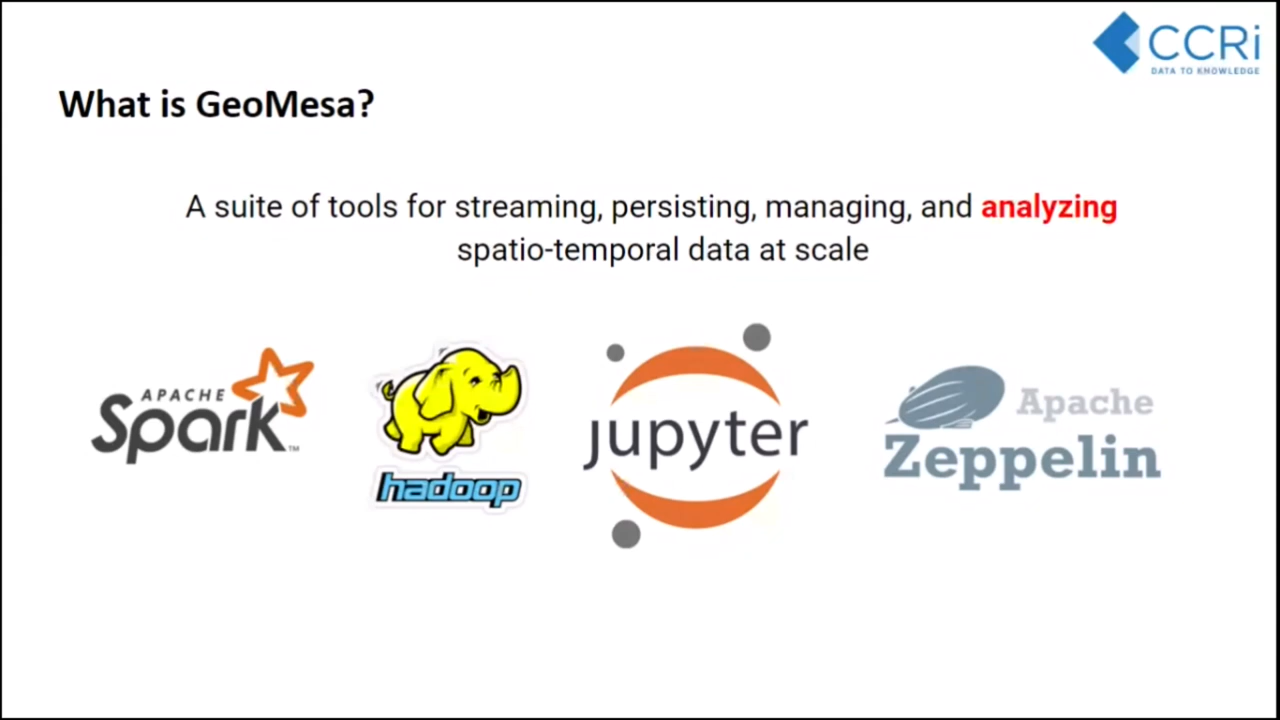 CCRi
DATA TO KNOWLEDGE
What is GeoMesa?
A suite of tools for streaming, persisting, managing, and analyzing
spatio-temporal data at scale
APACHE
Spark™
hadoop
jupyter
Apache
Zeppelin